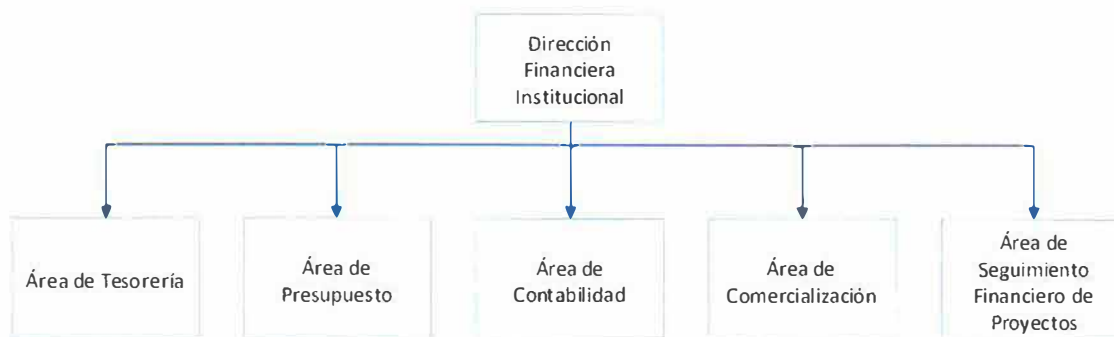 Dirección
Financiera
Institucional
Área de Tesorería
Área de
Presupuesto
Área de
Contabilidad
Área de
Comercialización
Área de
Seguimiento
Financiero de
Proyectos